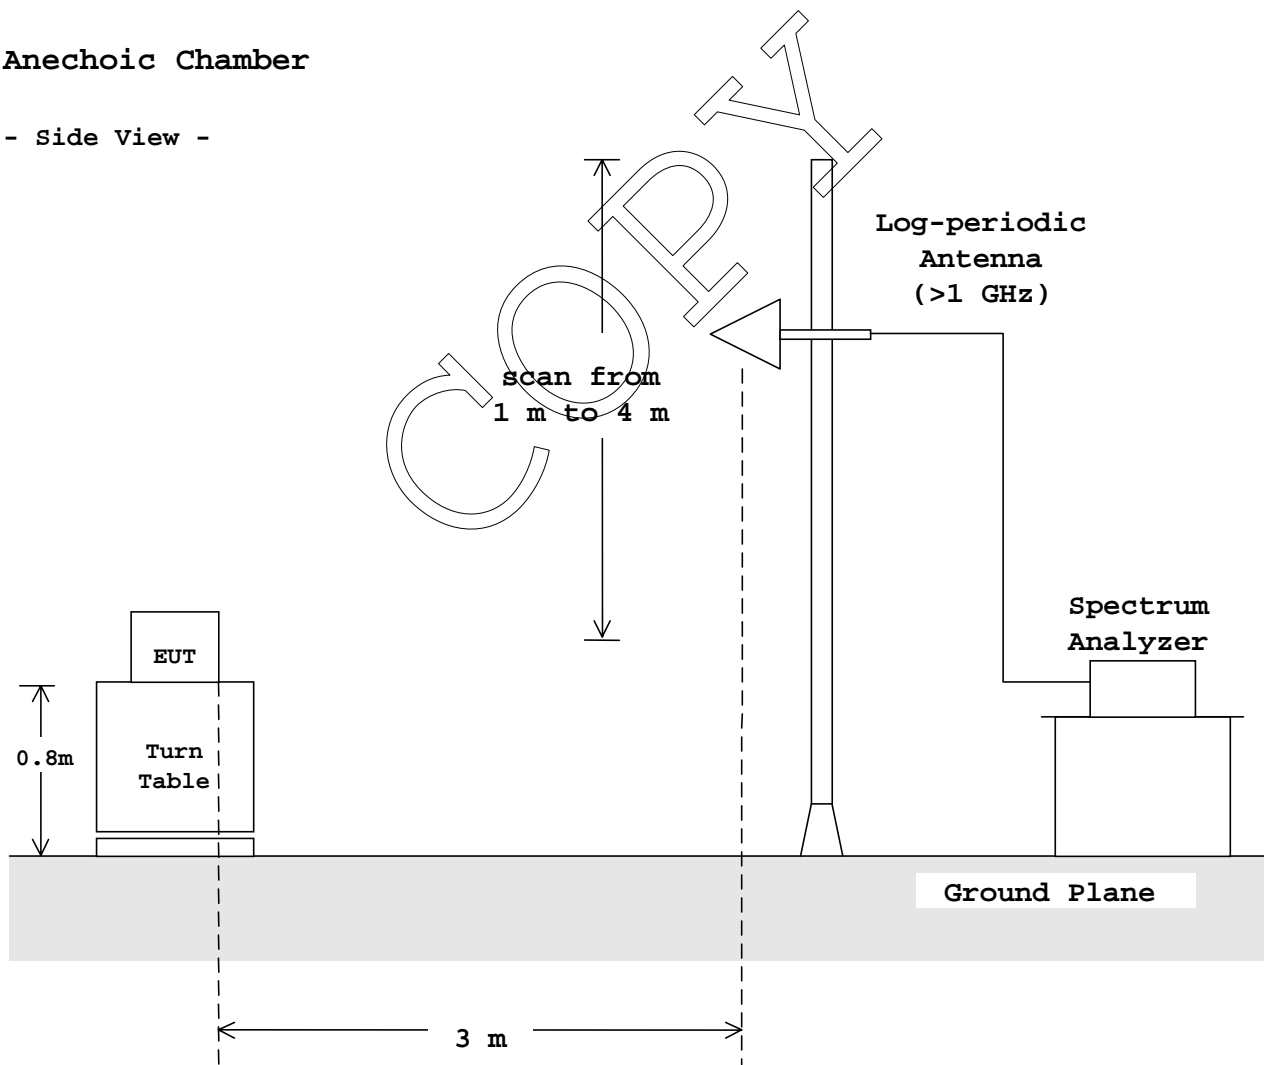 Anechoic Chamber
- Side View -
COPY
Log-periodic
Antenna
(>1 GHz)
scan from
1 m to 4 m
Spectrum
Analyzer
EUT
0.8m
Turn
Table
Ground Plane
3 m